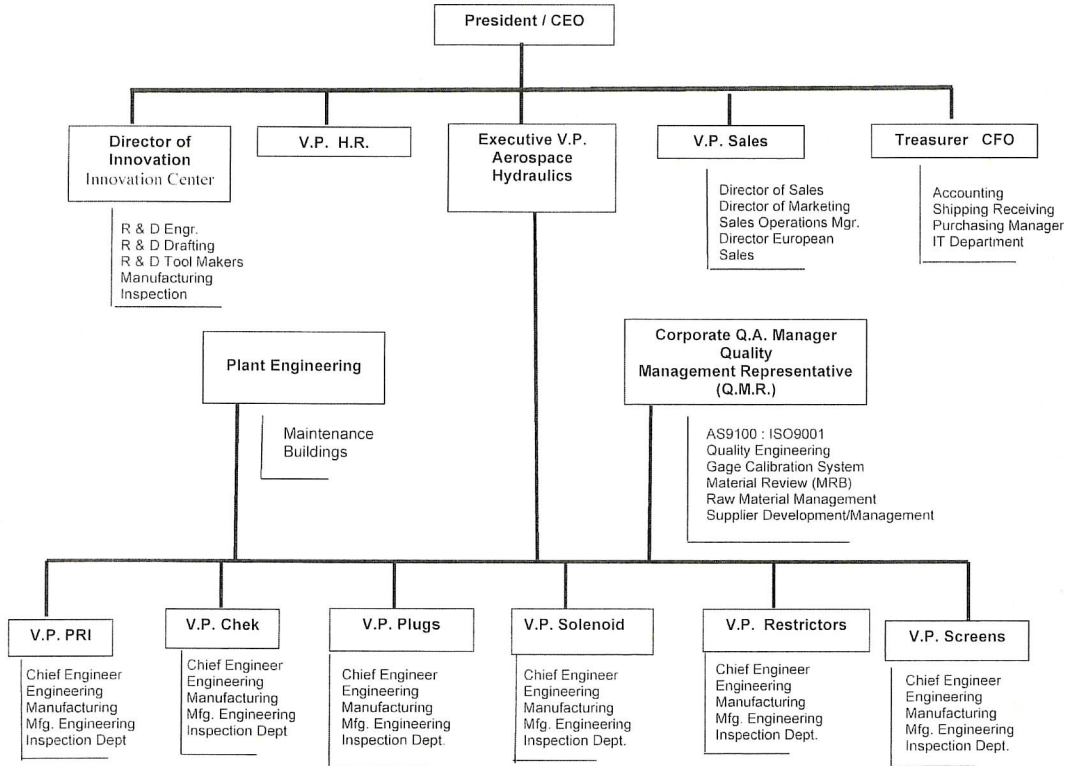 President / CEO
Director of
Innovation
Innovation Center
R & D Engr.
R & D Drafting
R & D Tool Makers
Manufacturing
Inspection
V.P. H.R.
Executive V.P.
Aerospace
Hydraulics
V.P. Sales
Director of Sales
Director of Marketing
Sales Operations Mgr.
Director European
Sales
Treasurer CFO
Accounting
Shipping Receiving
Purchasing Manager
IT Department
Plant Engineering
Maintenance
Buildings
Corporate Q.A. Manager
Quality
Management Representative
(Q.M.R.)
AS9100 : ISO9001
Quality Engineering
Gage Calibration System
Material Review (MRB)
Raw Material Management
Supplier Development/Management
V.P. PRI
Chief Engineer
Engineering
Manufacturing
Mfg. Engineering
Inspection Dept
V.P. Chek
Chief Engineer
Engineering
Manufacturing
Mfg. Engineering
Inspection Dept
V.P. Plugs
Chief Engineer
Engineering
Manufacturing
Mfg. Engineering
Inspection Dept.
V.P. Solenoid
Chief Engineer
Engineering
Manufacturing
Mfg. Engineering
Inspection Dept.
V.P. Restrictors
Chief Engineer
Engineering
Manufacturing
Mfg. Engineering
Inspection Dept.
V.P. Screens
Chief Engineer
Engineering
Manufacturing
Mfg. Engineering
Inspection Dept.